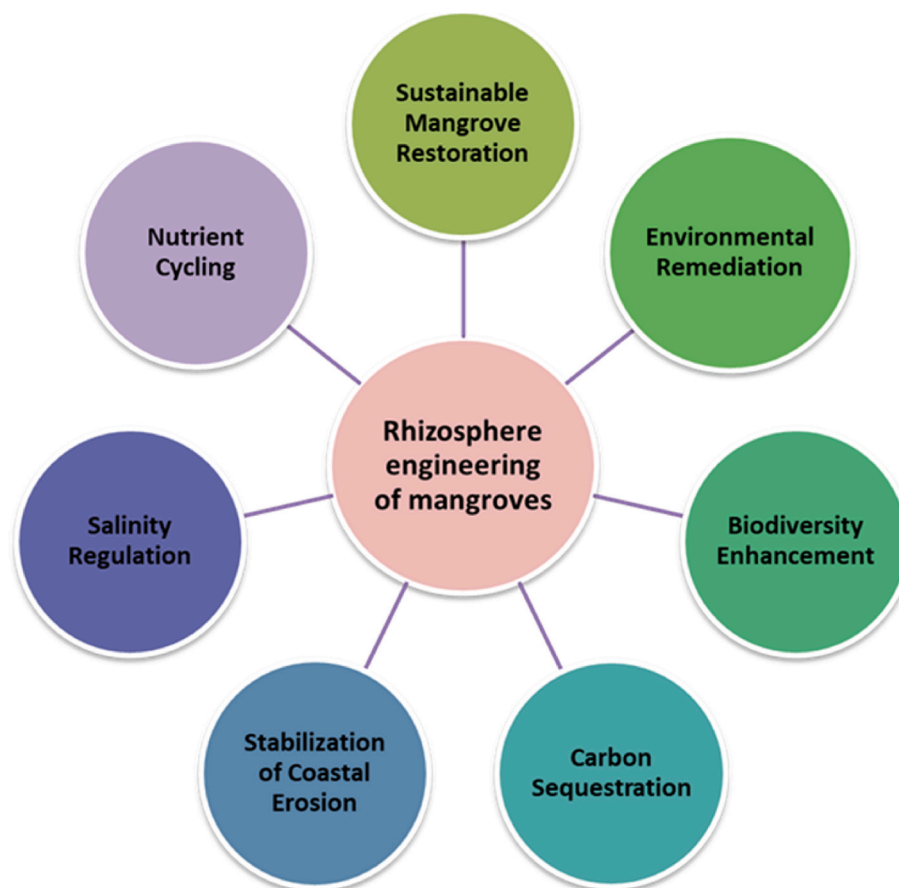 Sustainable
Mangrove
Restoration
Environmental
Remediation
Biodiversity
Enhancement
Carbon
Sequestration
Stabilization
of Coastal
Erosion
Salinity
Regulation
Nutrient
Cycling
Rhizosphere
engineering
of mangroves